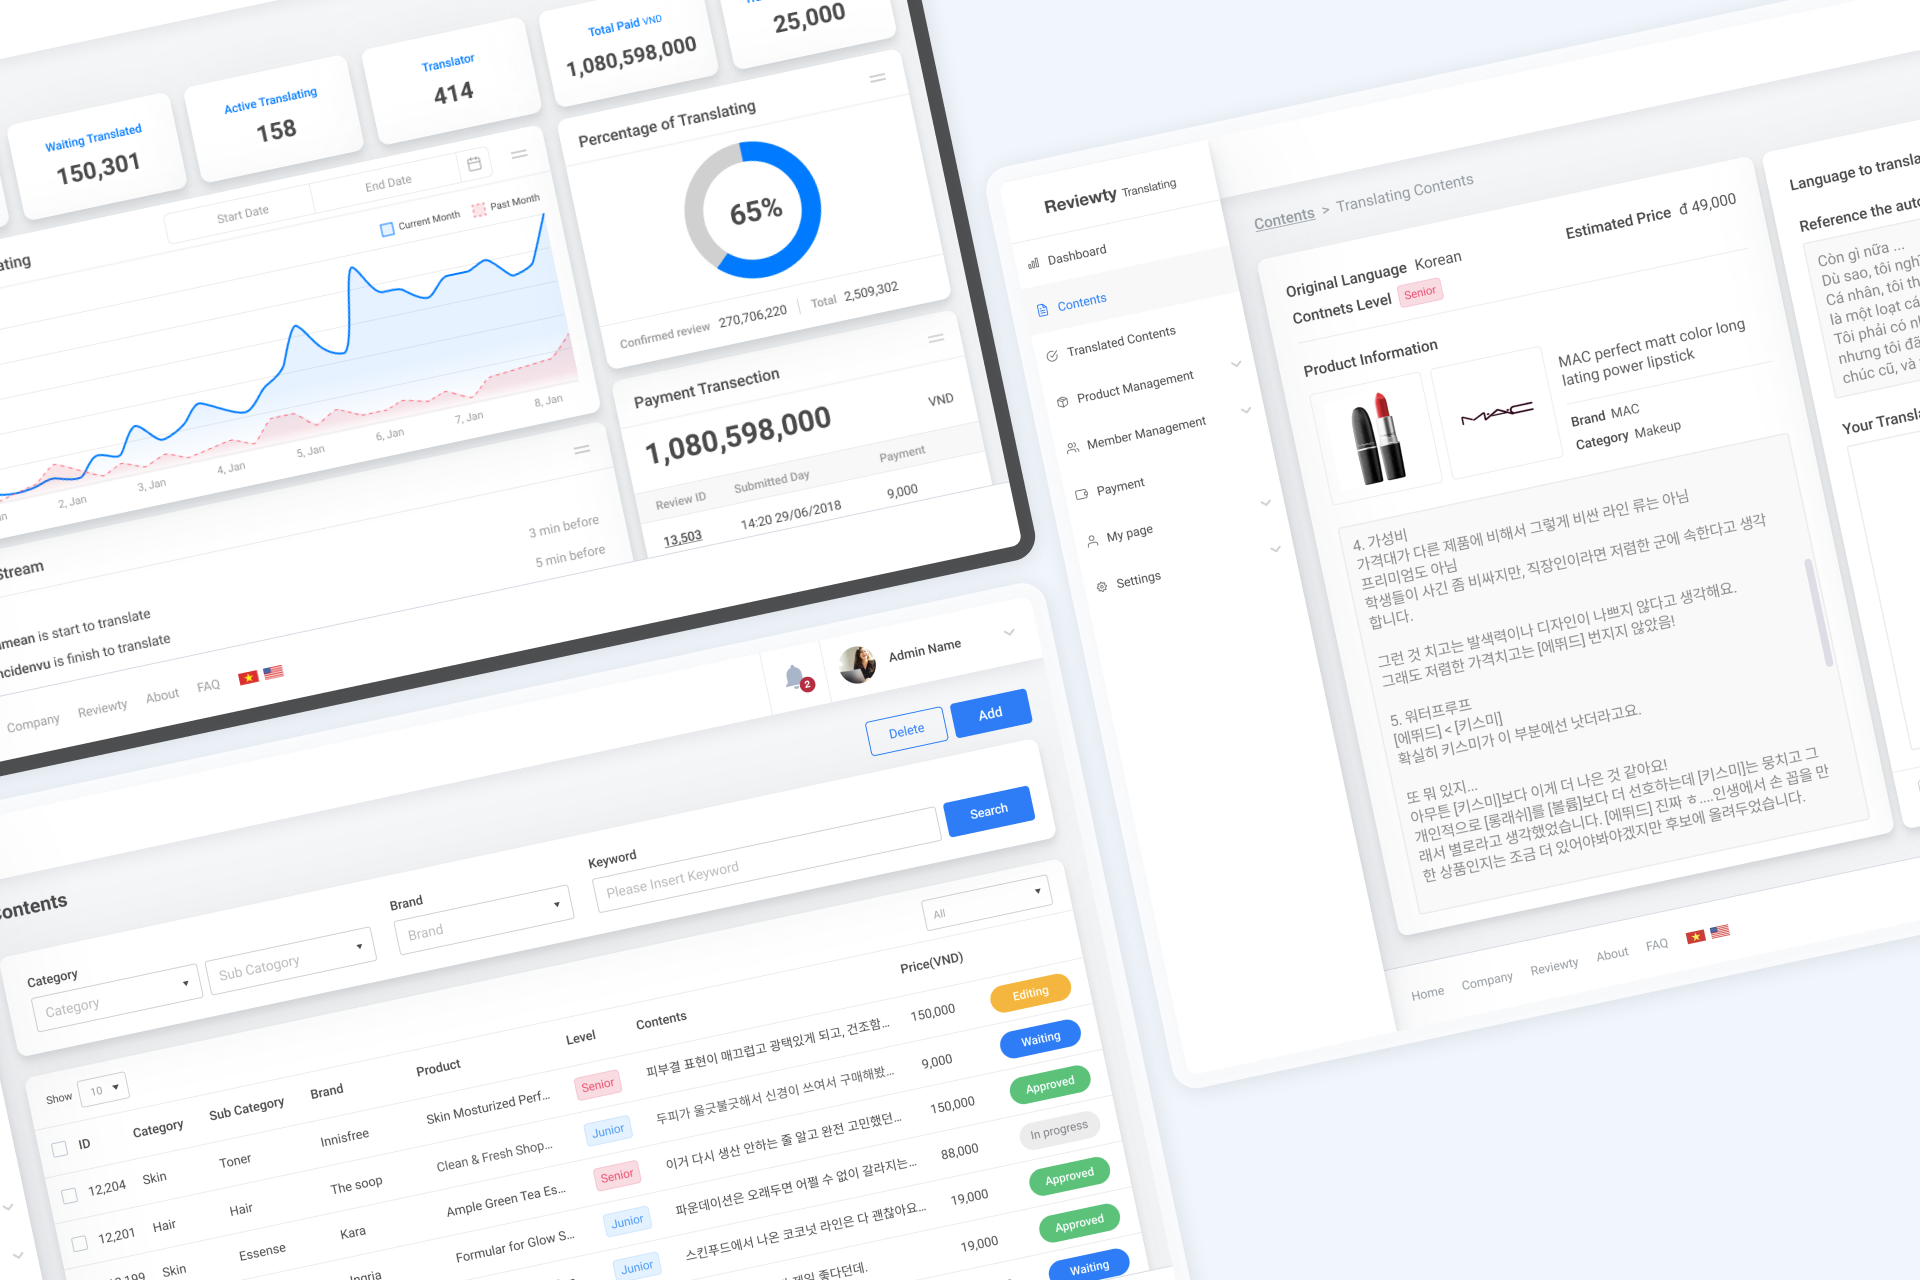 Total Paid VND
1,080,598,000
25,000
Translator
414
Active Translating
158
Waiting Translated
150,301
Start Date
End Date
Current Month
Past Month
2, Jan
3, Jan
4, Jan
5, Jan
6, Jan
7, Jan
8, Jan
Percentage of Translating
65%
Confirmed review 270,706,220
Total 2,509,302
Payment Transection
1,080,598,000
VND
Review ID
Submitted Day
Payment
13,503
14:20 29/06/2018
9,000
Stream
3 min before
5 min before
mean is start to translate
ncidenvu is finish to translate
Company
Reviewty
About
FAQ
2
Admin Name
Delete
Add
Contents
Category
Category
Sub Catogory
Brand
Brand
Keyword
Please Insert Keyword
Search
Show
10
All
ID
Category
Sub Category
Brand
Product
Level
Contents
Price(VND)
12,204 Skin Toner Innisfree Skin Mosturized Perf... Senior 피부결 표현이 매끄럽고 광택있게 되고, 건조함... 150,000 Editing
12,201 Hair Hair The soop Clean & Fresh Shop... Junior 두피가 울긋불긋해서 신경이 쓰여서 구매해봤... 9,000 Waiting
Skin Essense Kara Ample Green Tea Es... Senior 이거 다시 생산 안하는 줄 알고 완전 고민했던... 150,000 Approved
Ingria Formular for Glow S... Junior 파운데이션은 오래두면 어쩔 수 없이 갈라지는... 88,000 In progress
Junior 스킨푸드에서 나온 코코넛 라인은 다 괜찮아요... 19,000 Approved
제일 좋다던데. 19,000 Approved
Waiting
Reviewty Translating
Dashboard
Contents
Translated Contents
Product Management
Member Management
Payment
My page
Settings
Contents > Translating Contents
Original Language Korean
Estimated Price đ 49,000
Contnets Level Senior
Product Information
MAC
MAC perfect matt color long
lating power lipstick
Brand MAC
Category Makeup
4. 가성비
가격대가 다른 제품에 비해서 그렇게 비싼 라인 류는 아님
프리미엄도 아님
학생들이 사긴 좀 비싸지만, 직장인이라면 저렴한 군에 속한다고 생각
합니다.
그런 것 치고는 발색력이나 디자인이 나쁘지 않다고 생각해요.
그래도 저렴한 가격치고는 [에뛰드] 번지지 않았음!
5. 워터프루프
[에뛰드] < [키스미]
확실히 키스미가 이 부분에선 낫더라고요.
또 뭐 있지...
아무튼 [키스미]보다 이게 더 나은 것 같아요!
개인적으로 [롱래쉬]를 [볼륨]보다 더 선호하는데 [키스미]는 뭉치고 그
래서 별로라고 생각했었습니다. [에뛰드] 진짜 ㅎ....인생에서 손 꼽을 만
한 상품인지는 조금 더 있어야봐야겠지만 후보에 올려두었습니다.
Home
Company
Reviewty
About
FAQ
Language to
Reference the
Còn gì nữa ...
Dù sao, tôi
Cá nhân, tôi
là một loạt
Tôi phải có
nhưng tôi đã
chúc cũ, và
Your